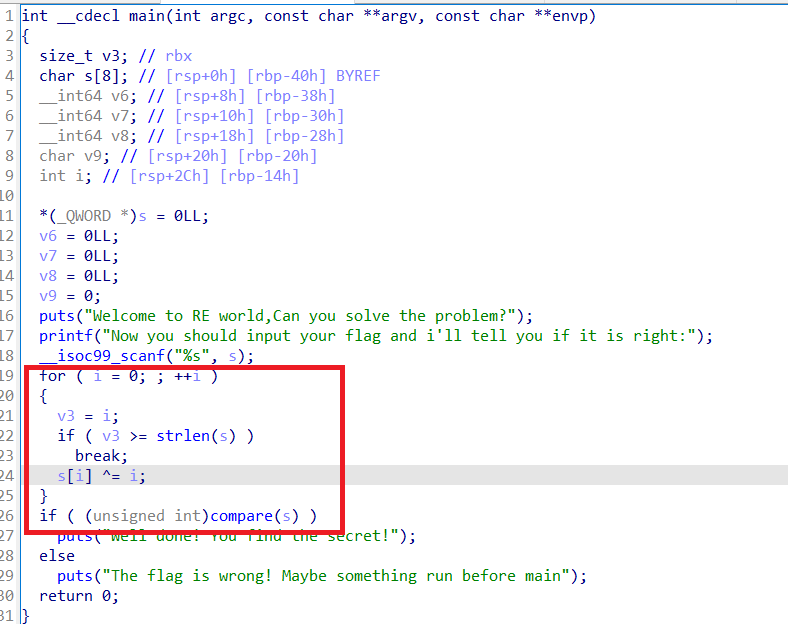 1 int __cdecl main(int argc, const char **argv, const char **envp)
2 {
3 size_t v3; // rbx
4 char s[8]; // [rsp+0h] [rbp-40h] BYREF
5 __int64 v6; // [rsp+8h] [rbp-38h]
6 __int64 v7; // [rsp+10h] [rbp-30h]
7 __int64 v8; // [rsp+18h] [rbp-28h]
8 char v9; // [rsp+20h] [rbp-20h]
9 int i; // [rsp+2Ch] [rbp-14h]
10
11 *(_QWORD *)s = 0LL;
12 v6 = 0LL;
13 v7 = 0LL;
14 v8 = 0LL;
15 v9 = 0;
16 puts("Welcome to RE world,Can you solve the problem?");
17 printf("Now you should input your flag and i'll tell you if it is right:");
18 __isoc99_scanf("%s", s);
19 for ( i = 0; ; ++i )
20 {
21 v3 = i;
22 if ( v3 >= strlen(s) )
23 break;
24 s[i] ^= i;
25 }
26 if ( (unsigned int)compare(s) )
27 puts("Well done! You find the secret!");
28 else
29 puts("The flag is wrong! Maybe something run before main");
30 return 0;
31 }